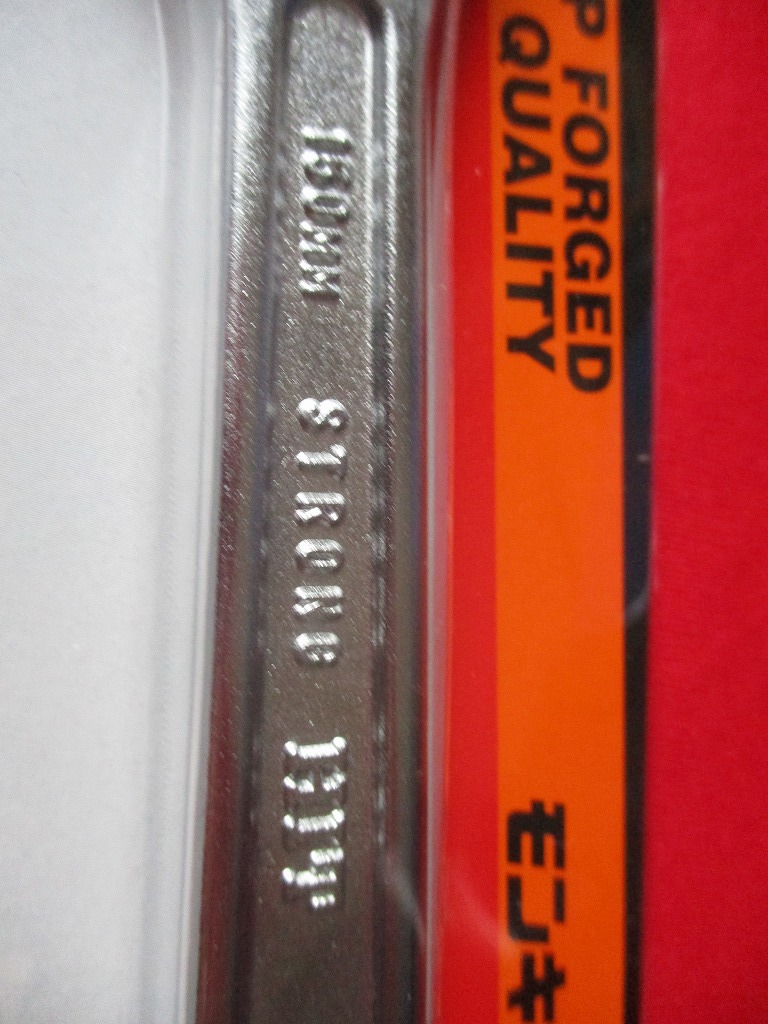 150MM STRONG
P FORGED
QUALITY
モンキ